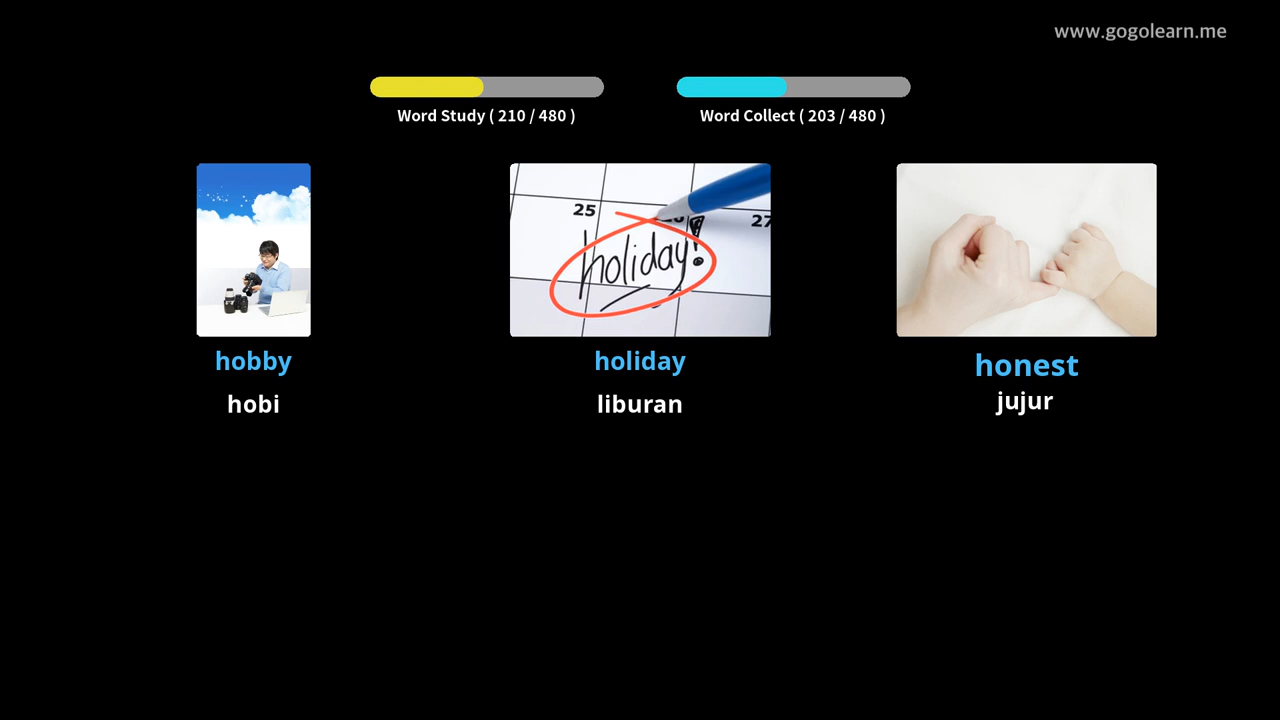 www.gogolearn.me
Word Study ( 210 / 480 )
Word Collect ( 203 / 480 )
25
27
holiday!
hobby
holiday
honest
hobi
liburan
jujur